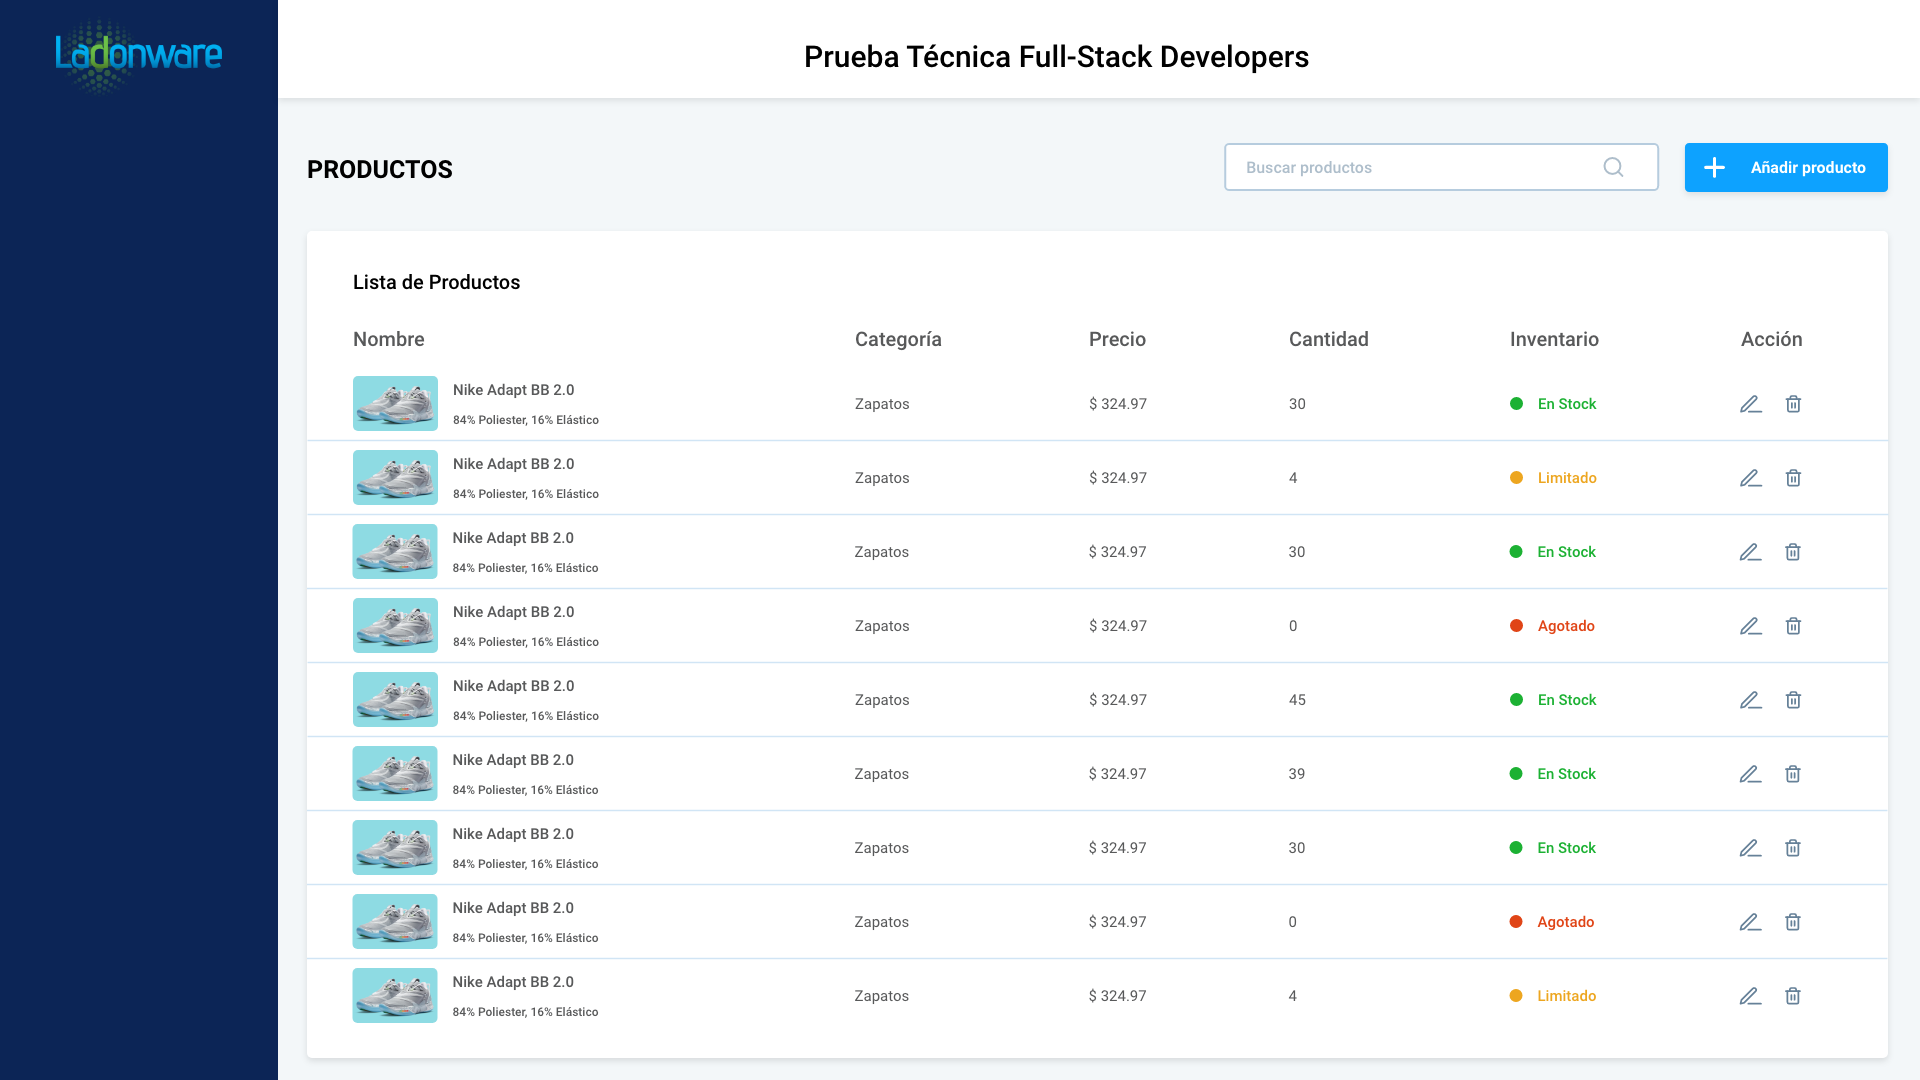 Ladonware
Prueba Técnica Full-Stack Developers
PRODUCTOS
Buscar productos
Añadir producto
Lista de Productos
Nombre Categoría Precio Cantidad Inventario Acción
Nike Adapt BB 2.0
84% Poliester, 16% Elástico
Zapatos $ 324.97 30 En Stock
Nike Adapt BB 2.0
84% Poliester, 16% Elástico
Zapatos $ 324.97 4 Limitado
Nike Adapt BB 2.0
84% Poliester, 16% Elástico
Zapatos $ 324.97 30 En Stock
Nike Adapt BB 2.0
84% Poliester, 16% Elástico
Zapatos $ 324.97 0 Agotado
Nike Adapt BB 2.0
84% Poliester, 16% Elástico
Zapatos $ 324.97 45 En Stock
Nike Adapt BB 2.0
84% Poliester, 16% Elástico
Zapatos $ 324.97 39 En Stock
Nike Adapt BB 2.0
84% Poliester, 16% Elástico
Zapatos $ 324.97 30 En Stock
Nike Adapt BB 2.0
84% Poliester, 16% Elástico
Zapatos $ 324.97 0 Agotado
Nike Adapt BB 2.0
84% Poliester, 16% Elástico
Zapatos $ 324.97 4 Limitado